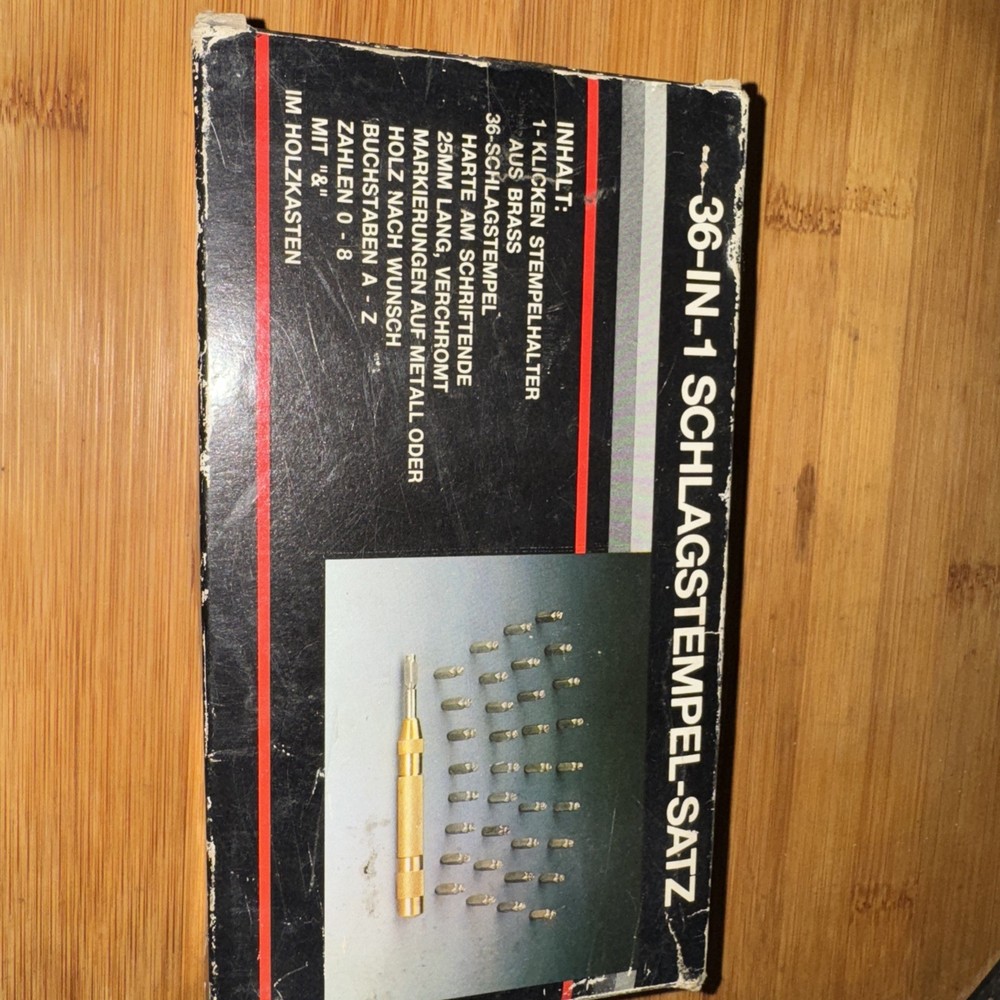 36-IN-1 SCHLAGSTEMPEL-SATZ
INHALT:
1- KLICKEN STEMPELHALTER
AUS BRASS
36-SCHLAGSTEMPEL
HARTE AM SCHRIFTENDE
25MM LANG, VERCHROMT
MARKIERUNGEN AUF METALL ODER
HOLZ NACH WUNSCH
BUCHSTABEN A - Z
ZAHLEN 0 - 8
MIT "&"
IM HOLZKASTEN